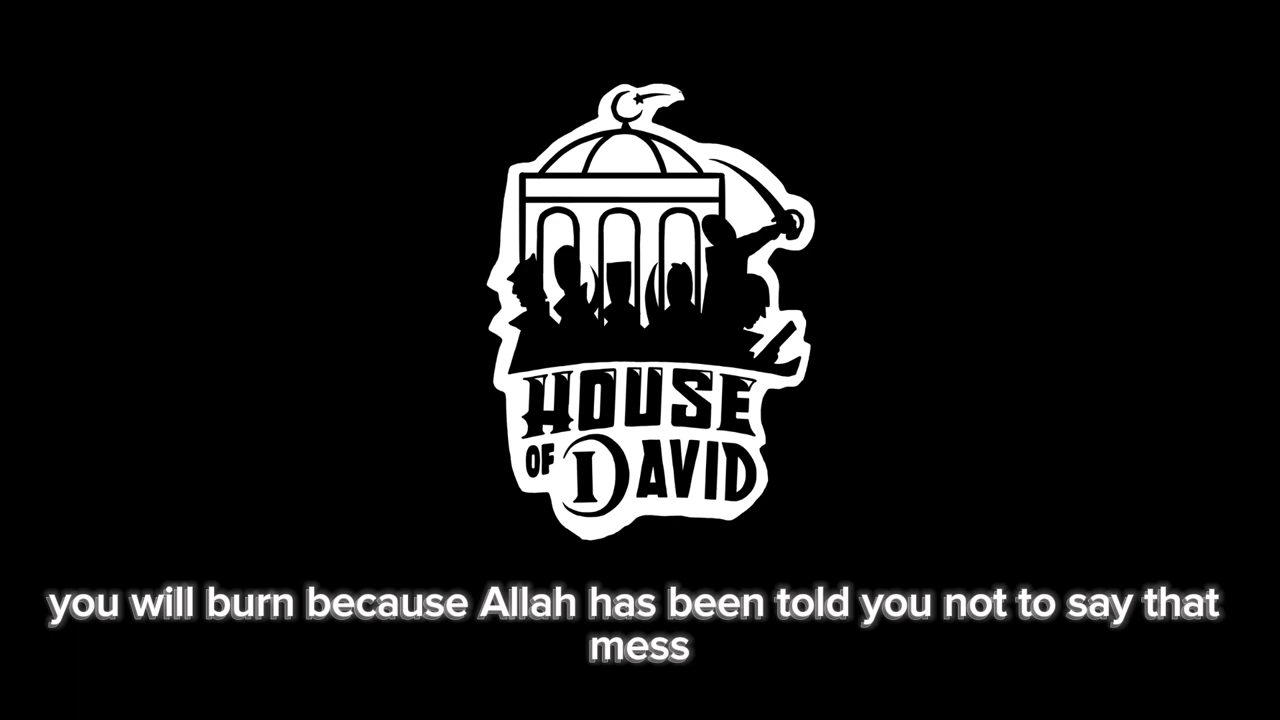 HOUSE
OF DAVID
you will burn because Allah has been told you not to say that
mess